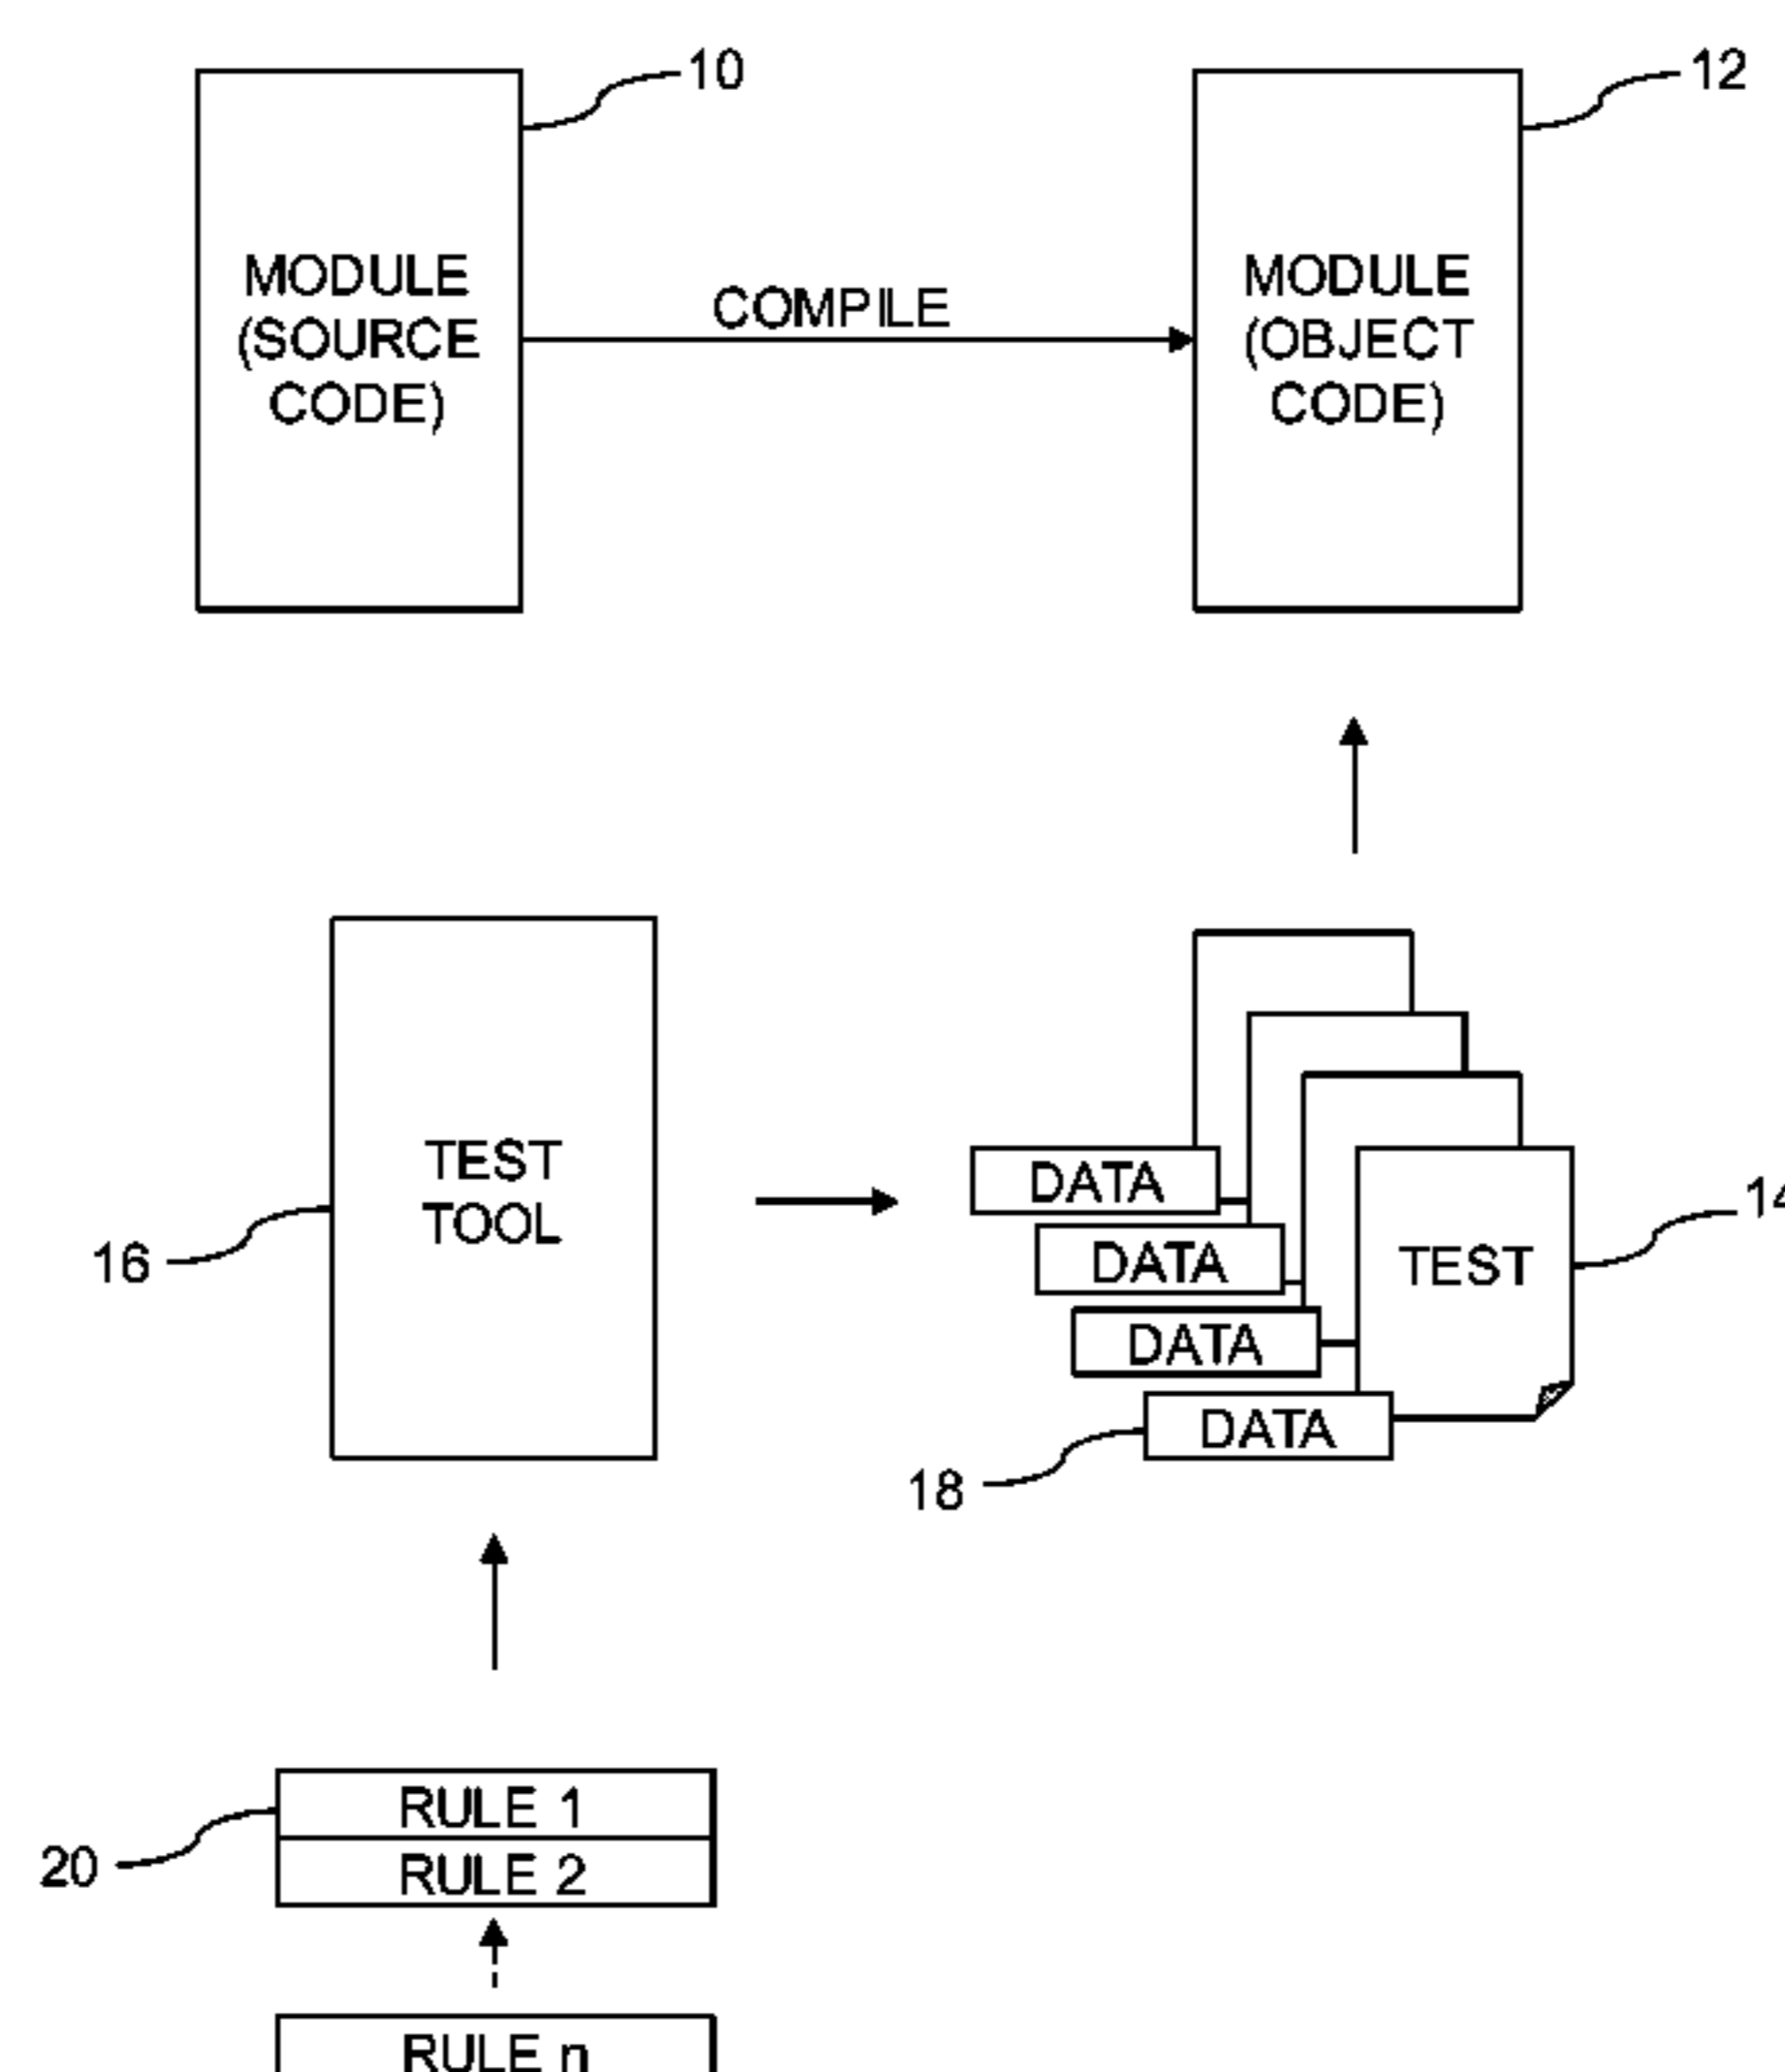 10
12
MODULE
(SOURCE
CODE)
COMPILE
MODULE
(OBJECT
CODE)
TEST
TOOL
16
DATA
DATA
DATA
DATA
TEST
14
18
RULE 1
RULE 2
20
RULE n